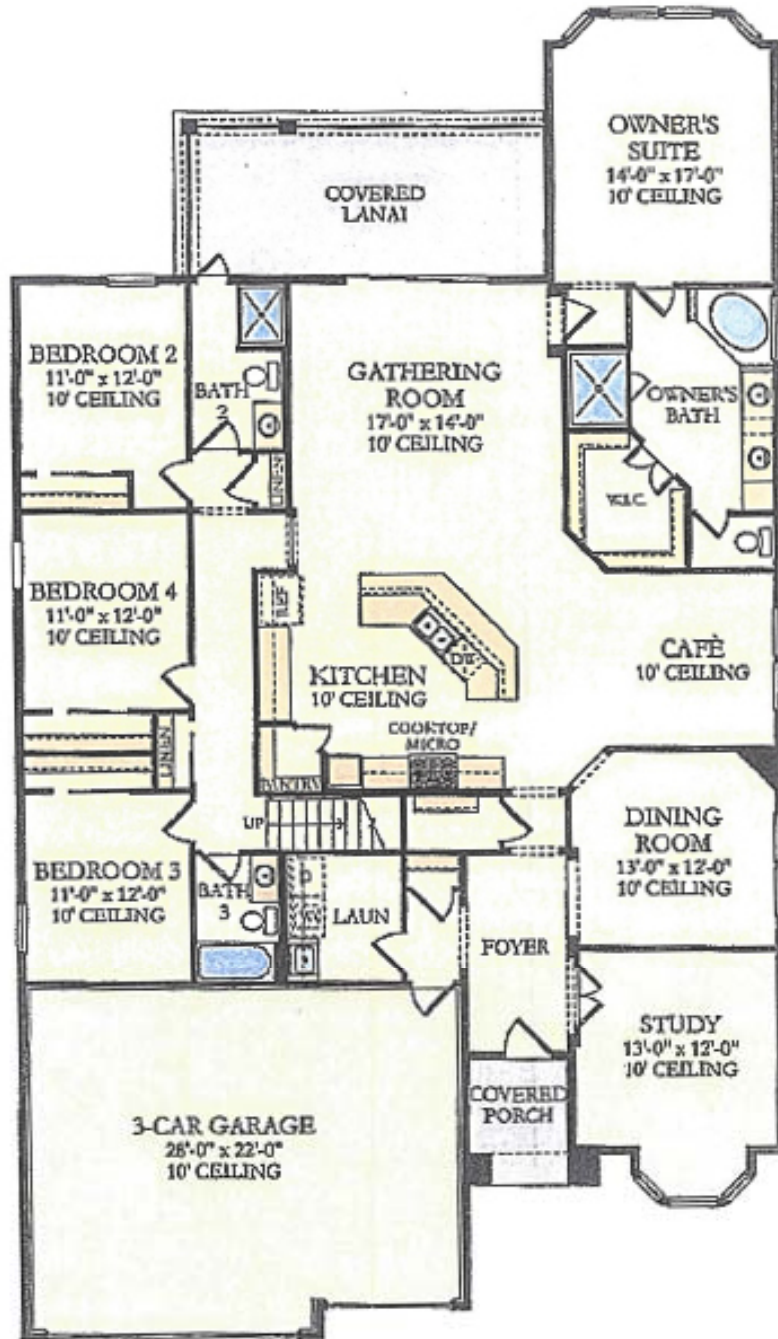 OWNER'S
SUITE
14'-0" x 17'-0"
10' CEILING
COVERED
LANAI
BEDROOM 2
11'-0" x 12'-0"
10' CEILING
BATH
2
LINEN
GATHERING
ROOM
17'-0" x 14'-0"
10' CEILING
OWNER'S
BATH
W.I.C.
BEDROOM 4
11'-0" x 12'-0"
10' CEILING
REF
DW
KITCHEN
10' CEILING
CAFÈ
10' CEILING
COOKTOP/
MICRO
LINEN
PANTRY
UP
DINING
ROOM
13'-0" x 12'-0"
10' CEILING
BEDROOM 3
11'-0" x 12'-0"
10' CEILING
BATH
3
D
LAUN
FOYER
STUDY
13'-0" x 12'-0"
10' CEILING
COVERED
PORCH
3-CAR GARAGE
28'-0" x 22'-0"
10' CEILING